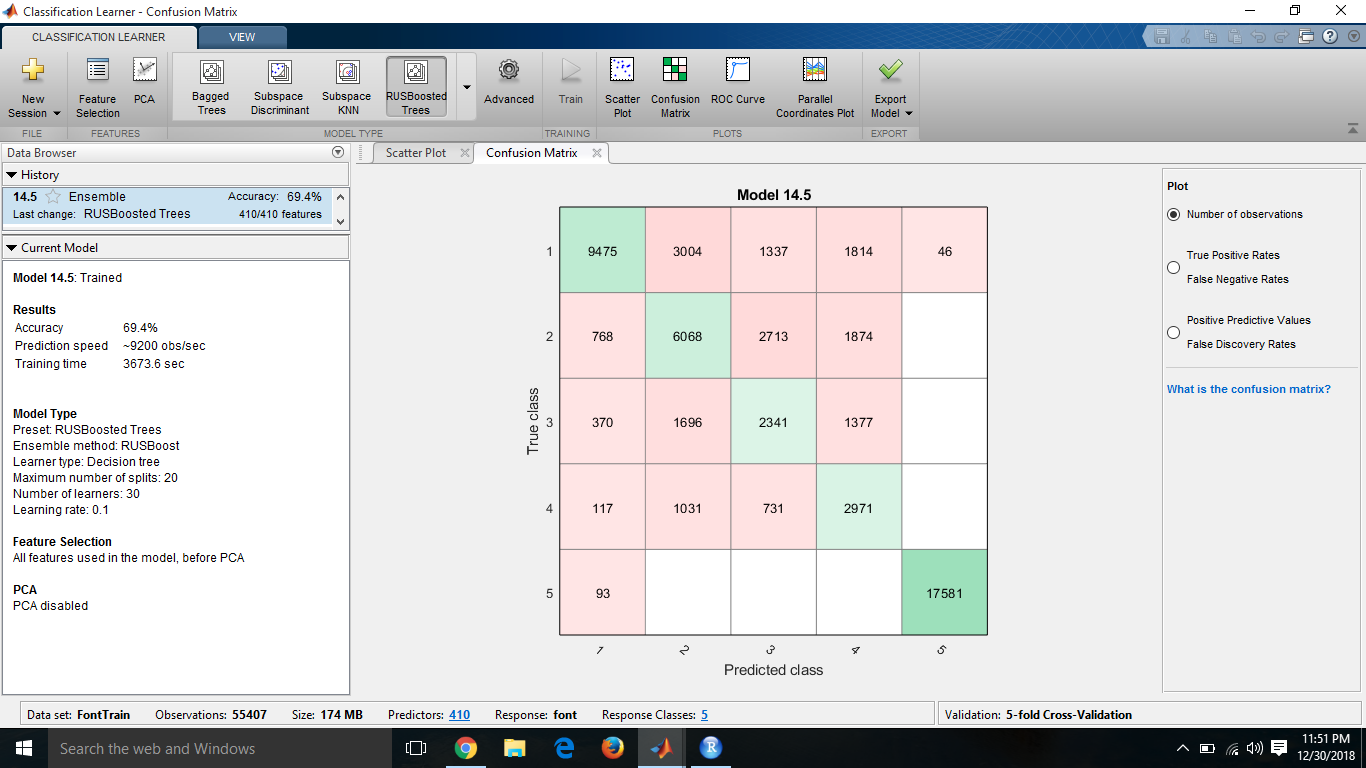 Classification Learner - Confusion Matrix
CLASSIFICATION LEARNER VIEW
New Session
Feature Selection
PCA
Bagged Trees
Subspace Discriminant
Subspace KNN
RUSBoosted Trees
Advanced
Train
Scatter Plot
Confusion Matrix
ROC Curve
Parallel Coordinates Plot
Export Model
FILE FEATURES MODEL TYPE TRAINING PLOTS EXPORT
Data Browser
History
14.5 Ensemble Accuracy: 69.4%
Last change: RUSBoosted Trees 410/410 features
Current Model
Model 14.5: Trained
Results
Accuracy 69.4%
Prediction speed ~9200 obs/sec
Training time 3673.6 sec
Model Type
Preset: RUSBoosted Trees
Ensemble method: RUSBoost
Learner type: Decision tree
Maximum number of splits: 20
Number of learners: 30
Learning rate: 0.1
Feature Selection
All features used in the model, before PCA
PCA
PCA disabled
Scatter Plot Confusion Matrix
Model 14.5
True class
1 9475 3004 1337 1814 46
2 768 6068 2713 1874
3 370 1696 2341 1377
4 117 1031 731 2971
5 93 17581
1 2 3 4 5
Predicted class
Plot
Number of observations
True Positive Rates
False Negative Rates
Positive Predictive Values
False Discovery Rates
What is the confusion matrix?
Data set: FontTrain Observations: 55407 Size: 174 MB Predictors: 410 Response: font Response Classes: 5
Validation: 5-fold Cross-Validation
Search the web and Windows
R
11:51 PM
12/30/2018